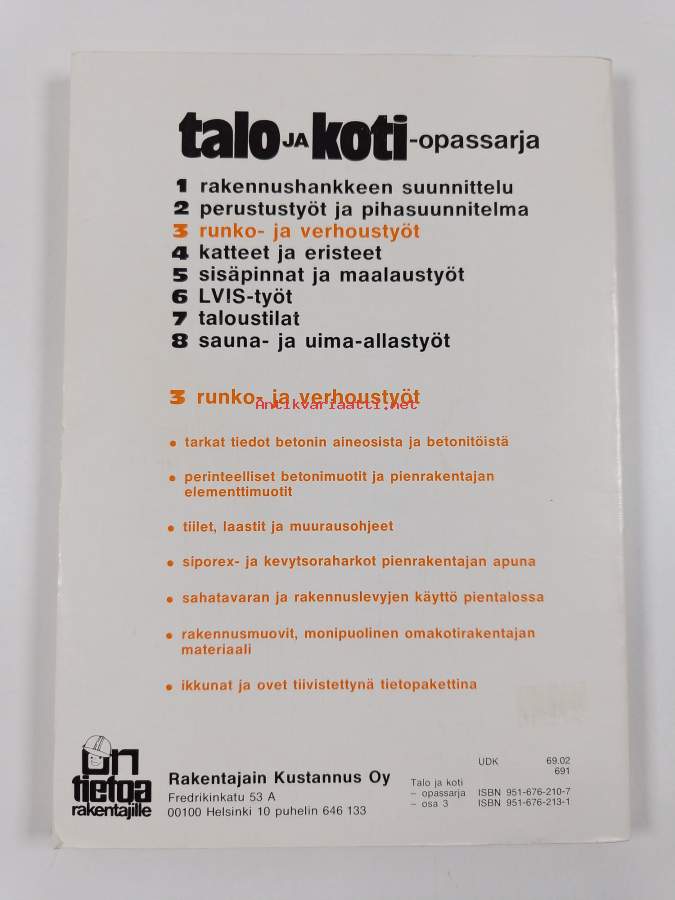 talo JA koti-opassarja
1 rakennushankkeen suunnittelu
2 perustustyöt ja pihasuunnitelma
3 runko- ja verhoustyöt
4 katteet ja eristeet
5 sisäpinnat ja maalaustyöt
6 LVIS-työt
7 taloustilat
8 sauna- ja uima-allastyöt
3 runko- ja verhoustyöt
Antikvariaatti.net
• tarkat tiedot betonin aineosista ja betonitöistä
• perinteelliset betonimuotit ja pienrakentajan
elementtimuotit
• tiilet, laastit ja muurausohjeet
• siporex- ja kevytsoraharkot pienrakentajan apuna
• sahatavaran ja rakennuslevyjen käyttö pientalossa
• rakennusmuovit, monipuolinen omakotirakentajan
materiaali
• ikkunat ja ovet tiivistettynä tietopakettina
on
tietoa
rakentajille
Rakentajain Kustannus Oy
Fredrikinkatu 53 A
00100 Helsinki 10 puhelin 646 133
UDK 69.02
691
Talo ja koti
– opassarja ISBN 951-676-210-7
– osa 3 ISBN 951-676-213-1